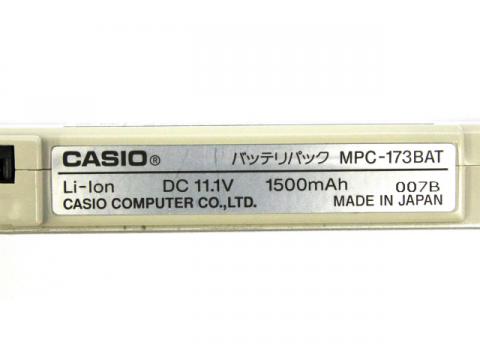 CASIO® バッテリパック MPC-173BAT
Li-Ion DC 11.1V 1500mAh 007B
CASIO COMPUTER CO.,LTD. MADE IN JAPAN